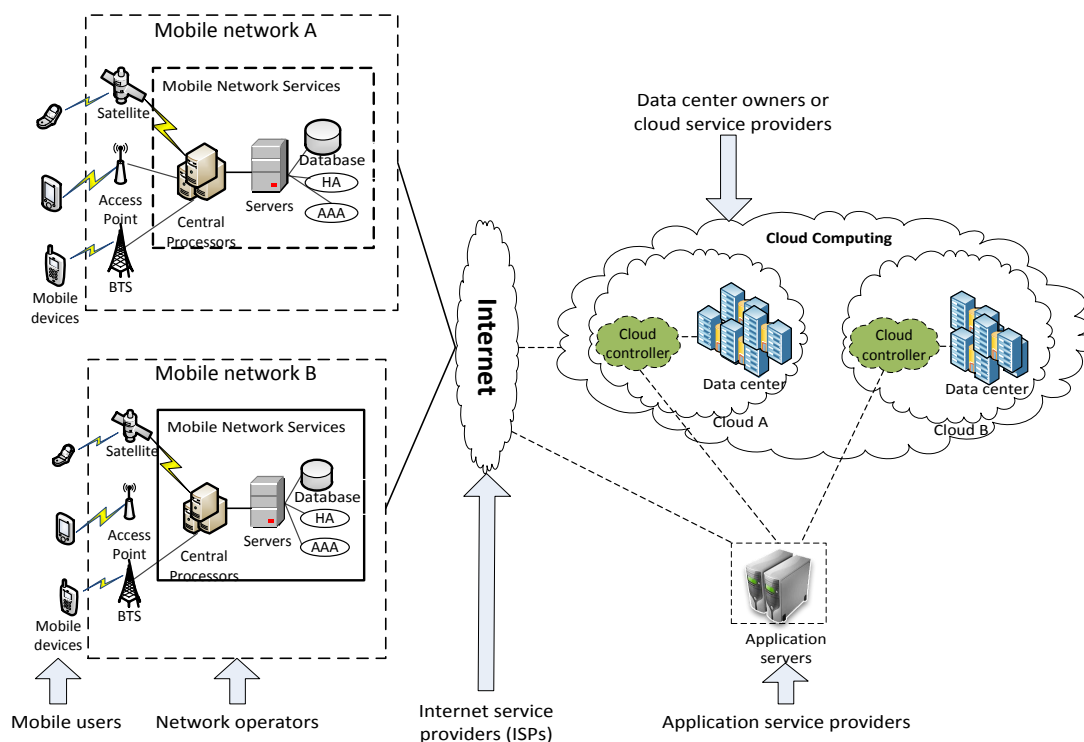 Mobile network A
Mobile Network Services
Satellite
Database
HA
AAA
Access
Point
Servers
Central
Processors
BTS
Mobile
devices
Mobile network B
Mobile Network Services
Satellite
Database
HA
AAA
Access
Point
Servers
Central
Processors
BTS
Mobile
devices
Mobile users
Network operators
Internet
Internet service
providers (ISPs)
Data center owners or
cloud service providers
Cloud Computing
Cloud
controller
Data center
Cloud A
Cloud
controller
Data center
Cloud B
Application
servers
Application service providers